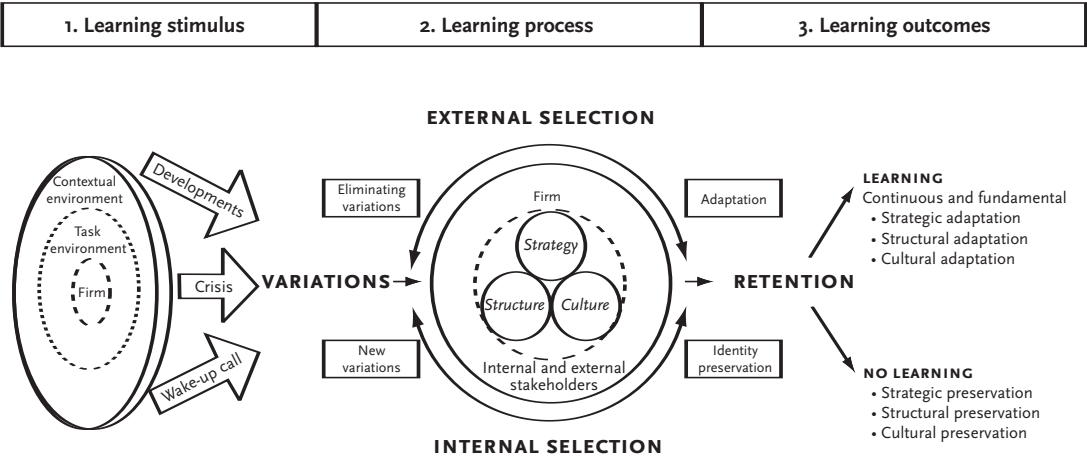 1. Learning stimulus
2. Learning process
3. Learning outcomes
Contextual
environment
Task
environment
Firm
Developments
Crisis
Wake-up call
VARIATIONS
EXTERNAL SELECTION
Eliminating
variations
New
variations
Firm
Strategy
Structure
Culture
Internal and external
stakeholders
INTERNAL SELECTION
Adaptation
Identity
preservation
RETENTION
LEARNING
Continuous and fundamental
• Strategic adaptation
• Structural adaptation
• Cultural adaptation
NO LEARNING
• Strategic preservation
• Structural preservation
• Cultural preservation